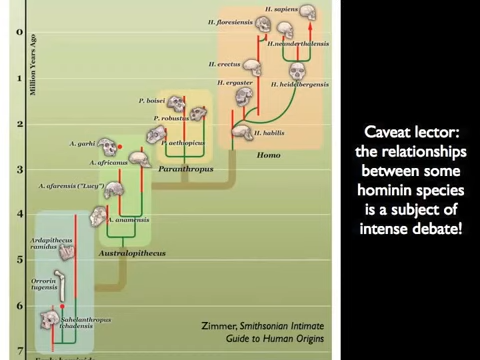 H. sapiens
H. floresiensis
0
H. neanderthalensis
Million Years Ago
H. erectus
1
H. ergaster
H. heidelbergensis
P. boisei
P. robustus
2
H. habilis
A. garhi
P. aethiopicus
Homo
A. africanus
3
Paranthropus
A. afarensis ("Lucy")
4
A. anamensis
Ardapithecus
ramidus
Australopithecus
5
Orrorin
tugensis
6
Sahelanthropus
tchadensis
Zimmer, Smithsonian Intimate
Guide to Human Origins
7
Caveat lector:
the relationships
between some
hominin species
is a subject of
intense debate!